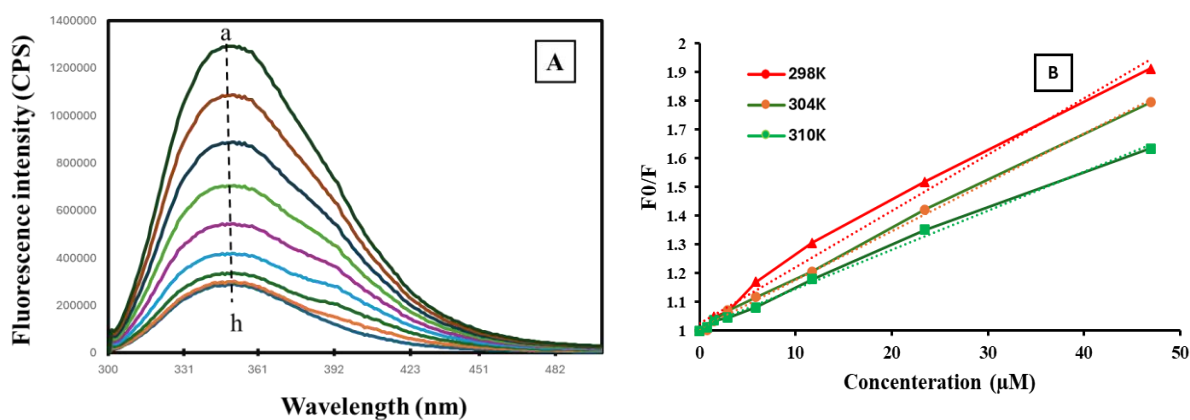 1400000
1200000
1000000
800000
600000
400000
200000
0
Fluorescence intensity (CPS)
a
A
h
300 331 361 392 423 451 482
Wavelength (nm)
2
1.9
1.8
1.7
1.6
1.5
1.4
1.3
1.2
1.1
1
F0/F
298K
304K
310K
B
0 10 20 30 40 50
Concenteration (µM)